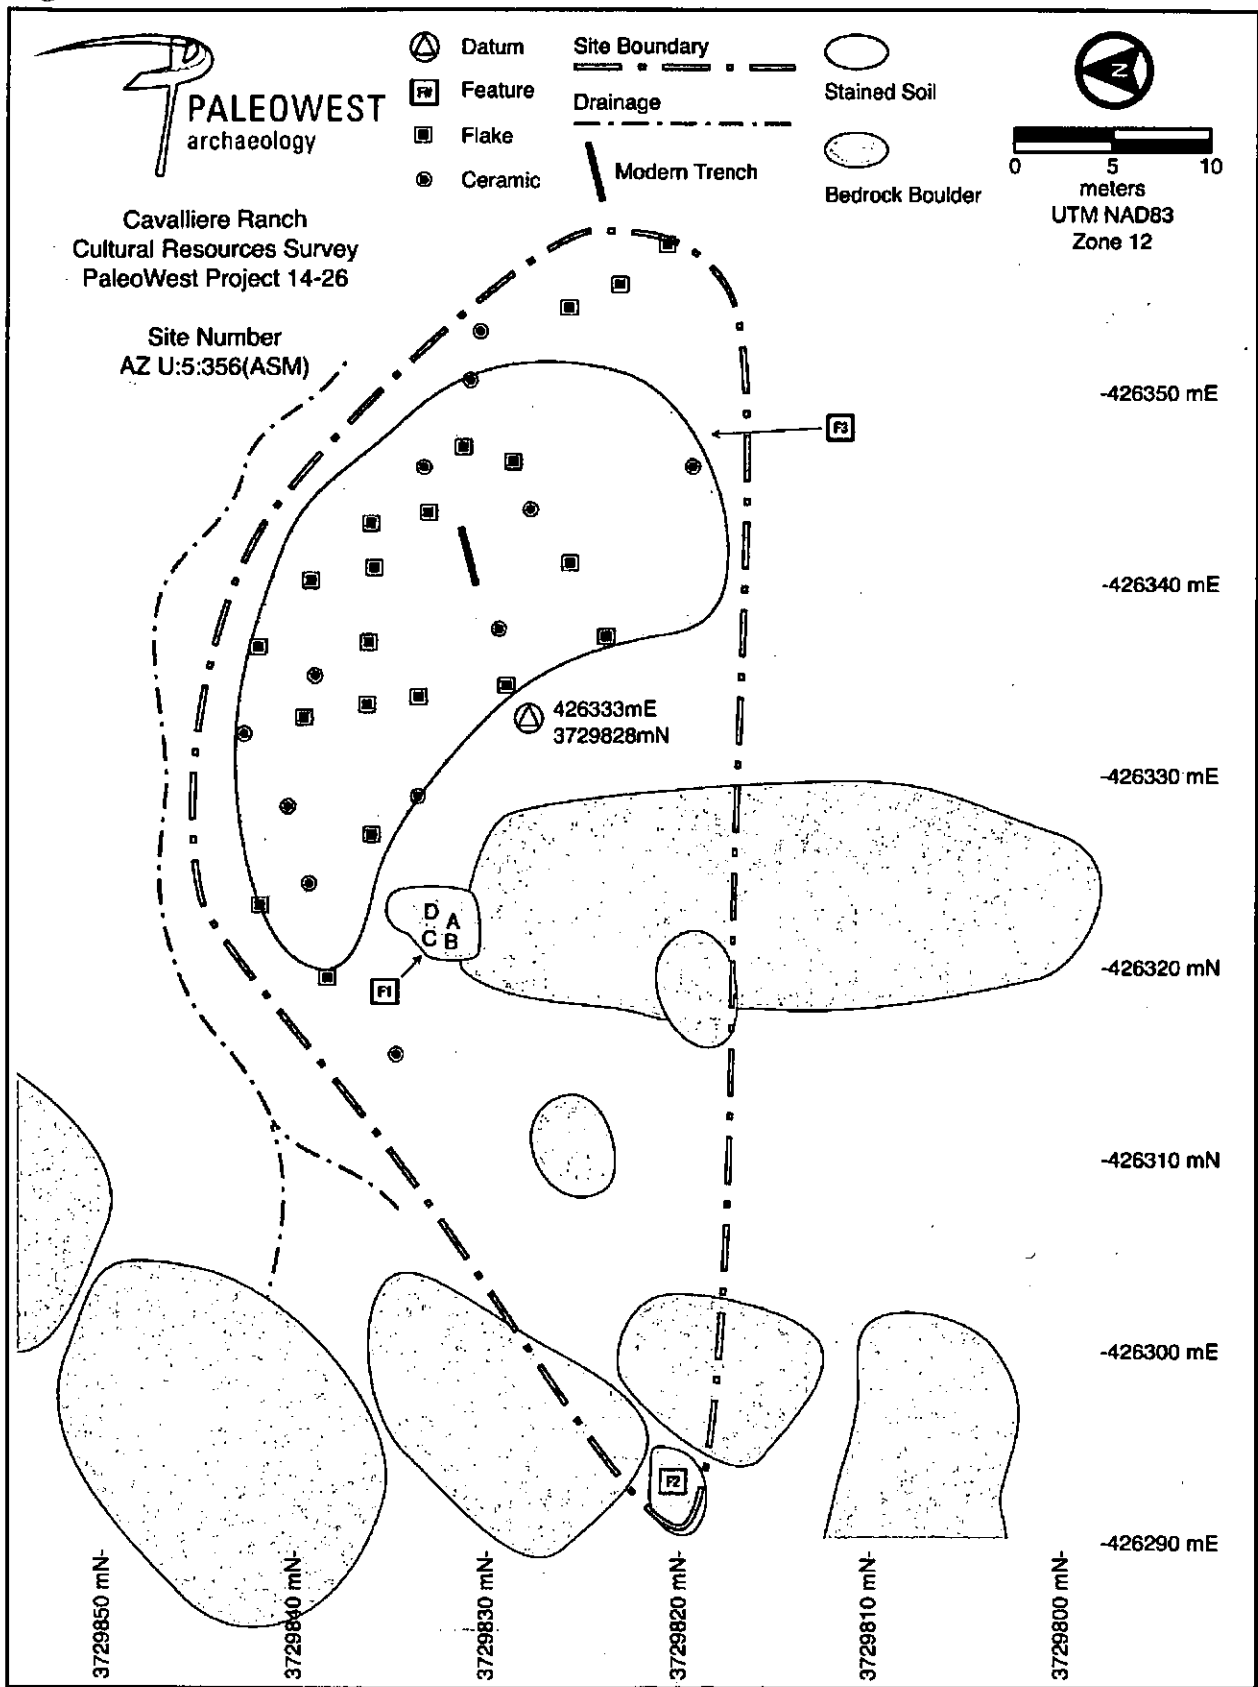 PALEOWEST
archaeology
Cavalliere Ranch
Cultural Resources Survey
PaleoWest Project 14-26
Site Number
AZ U:5:356(ASM)
Datum
F#
Feature
Flake
Ceramic
Site Boundary
Drainage
Modern Trench
Stained Soil
Bedrock Boulder
N
0 5 10
meters
UTM NAD83
Zone 12
-426350 mE
F3
-426340 mE
426333mE
3729828mN
-426330 mE
D A
C B
-426320 mN
F1
-426310 mN
-426300 mE
F2
-426290 mE
3729850 mN-
3729840 mN-
3729830 mN-
3729820 mN-
3729810 mN-
3729800 mN-